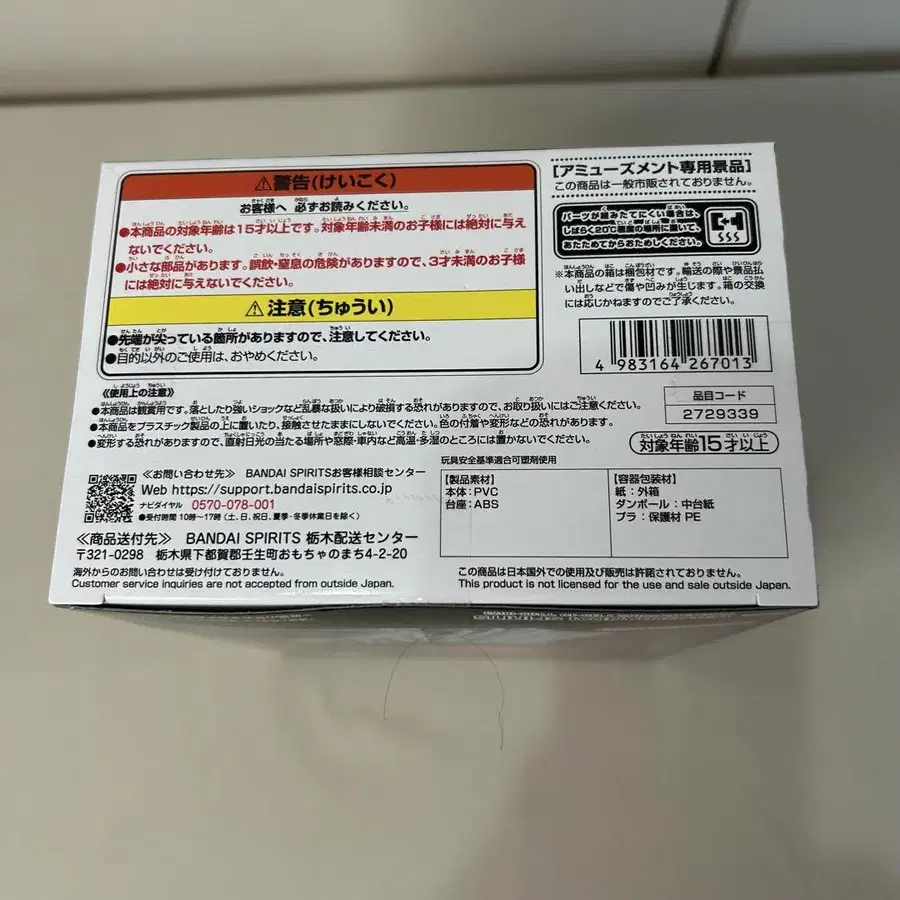 ⚠警告(けいこく)
お客様へ 必ずお読みください。
●本商品の対象年齢は15才以上です。対象年齢未満のお子様には絶対に与え
ないでください。
●小さな部品があります。誤飲・窒息の危険がありますので、3才未満のお子様
には絶対に与えないでください。
⚠注意(ちゅうい)
●先端が尖っている箇所がありますので、注意してください。
●目的以外のご使用は、おやめください。
[アミューズメント専用景品]
この商品は一般市販されておりません。
パーツが組みたてにくい場合は、
しばらく20℃程度の場所に置いて、
あたためてからおためしください。
※本商品の箱は梱包材です。輸送の際や景品払
い出しなどで傷や凹みが生じます。箱の交換
には応じかねますのでご了承ください。
4 983164 267013
品目コード
2729339
対象年齢15才以上
≪使用上の注意≫
●本商品は観賞用です。落としたり強いショックなど乱暴な扱いにより破損する恐れがありますので、お取り扱いにはご注意ください。
●本商品をプラスチック製品の上に置いたり、接触させたままにしないでください。色の付着や変形などの恐れがあります。
●変形する恐れがありますので、直射日光の当たる場所や窓際・車内など高温・多湿のところには置かないでください。
≪お問い合わせ先≫ BANDAI SPIRITSお客様相談センター
Web https://support.bandaispirits.co.jp
ナビダイヤル 0570-078-001
●受付時間 10時～17時 (土、日、祝日、夏季・冬季休業日を除く)
≪商品送付先≫ BANDAI SPIRITS 栃木配送センター
〒321-0298 栃木県下都賀郡壬生町おもちゃのまち4-2-20
海外からのお問い合わせは受け付けておりません。
Customer service inquiries are not accepted from outside Japan.
玩具安全基準適合可塑剤使用
【製品素材】
本体：PVC
台座：ABS
【容器包装材】
紙：外箱
ダンボール：中台紙
プラ：保護材 PE
この商品は日本国外での使用及び販売は許諾されておりません。
This product is not licensed for the use and sale outside Japan.